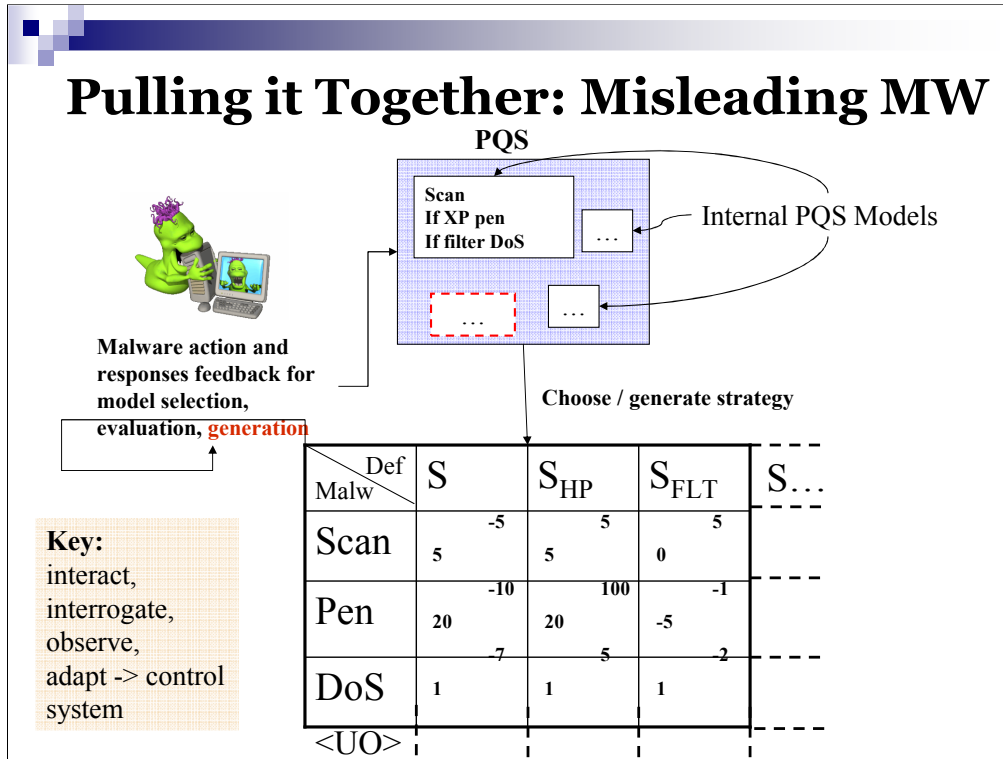 Pulling it Together: Misleading MW
PQS
Scan
If XP pen
If filter DoS
…
…
…
Internal PQS Models
Malware action and
responses feedback for
model selection,
evaluation, generation
Choose / generate strategy
Def
Malw
S
S_HP
S_FLT
S…
Scan
-5
5
5
5
5
0
Pen
-10
20
100
20
-1
-5
DoS
-7
1
5
1
-2
1
<UO>
Key:
interact,
interrogate,
observe,
adapt -> control
system